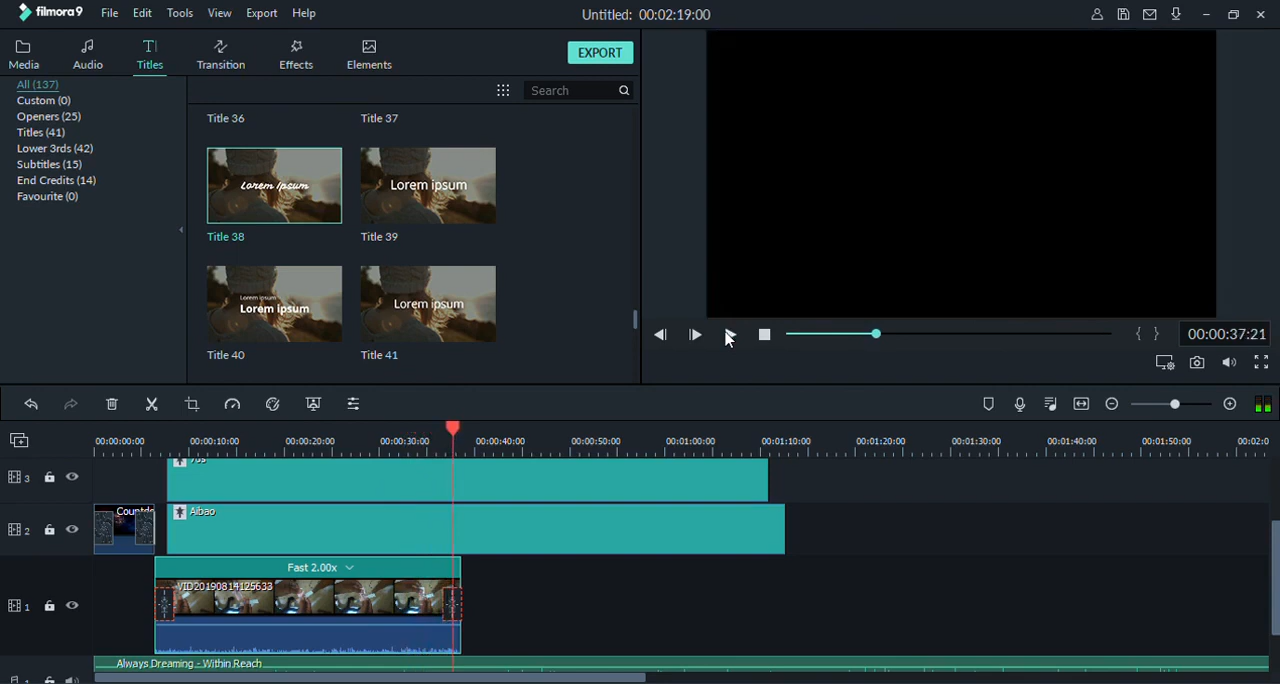 filmora9 File Edit Tools View Export Help Untitled: 00:02:19:00
Media Audio Titles Transition Effects Elements EXPORT
All (137)
Custom (0)
Openers (25)
Titles (41)
Lower 3rds (42)
Subtitles (15)
End Credits (14)
Favourite (0)
Search
Title 36 Title 37
Lorem Ipsum Lorem ipsum
Title 38 Title 39
Lorem ipsum
Lorem ipsum Lorem ipsum
Title 40 Title 41
{ } 00:00:37:21
00:00:00:00 00:00:10:00 00:00:20:00 00:00:30:00 00:00:40:00 00:00:50:00 00:01:00:00 00:01:10:00 00:01:20:00 00:01:30:00 00:01:40:00 00:01:50:00 00:02:0
3 70s
2 Countdo Aibao
Fast 2.00x
VID20190814125633
1
Always Dreaming - Within Reach
1